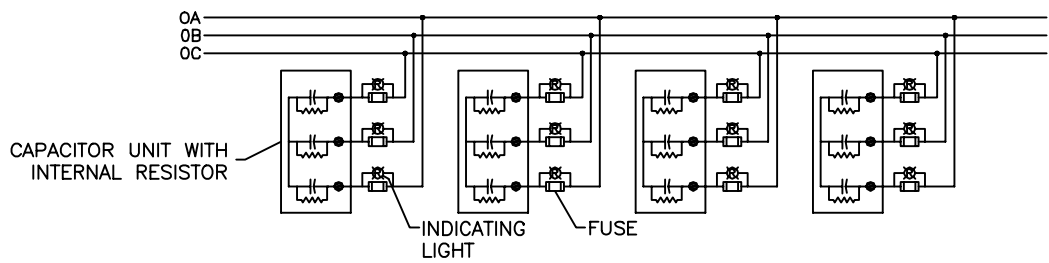 0A
0B
0C
R R R R
R R R R
CAPACITOR UNIT WITH
INTERNAL RESISTOR
R R R R
INDICATING
LIGHT
FUSE